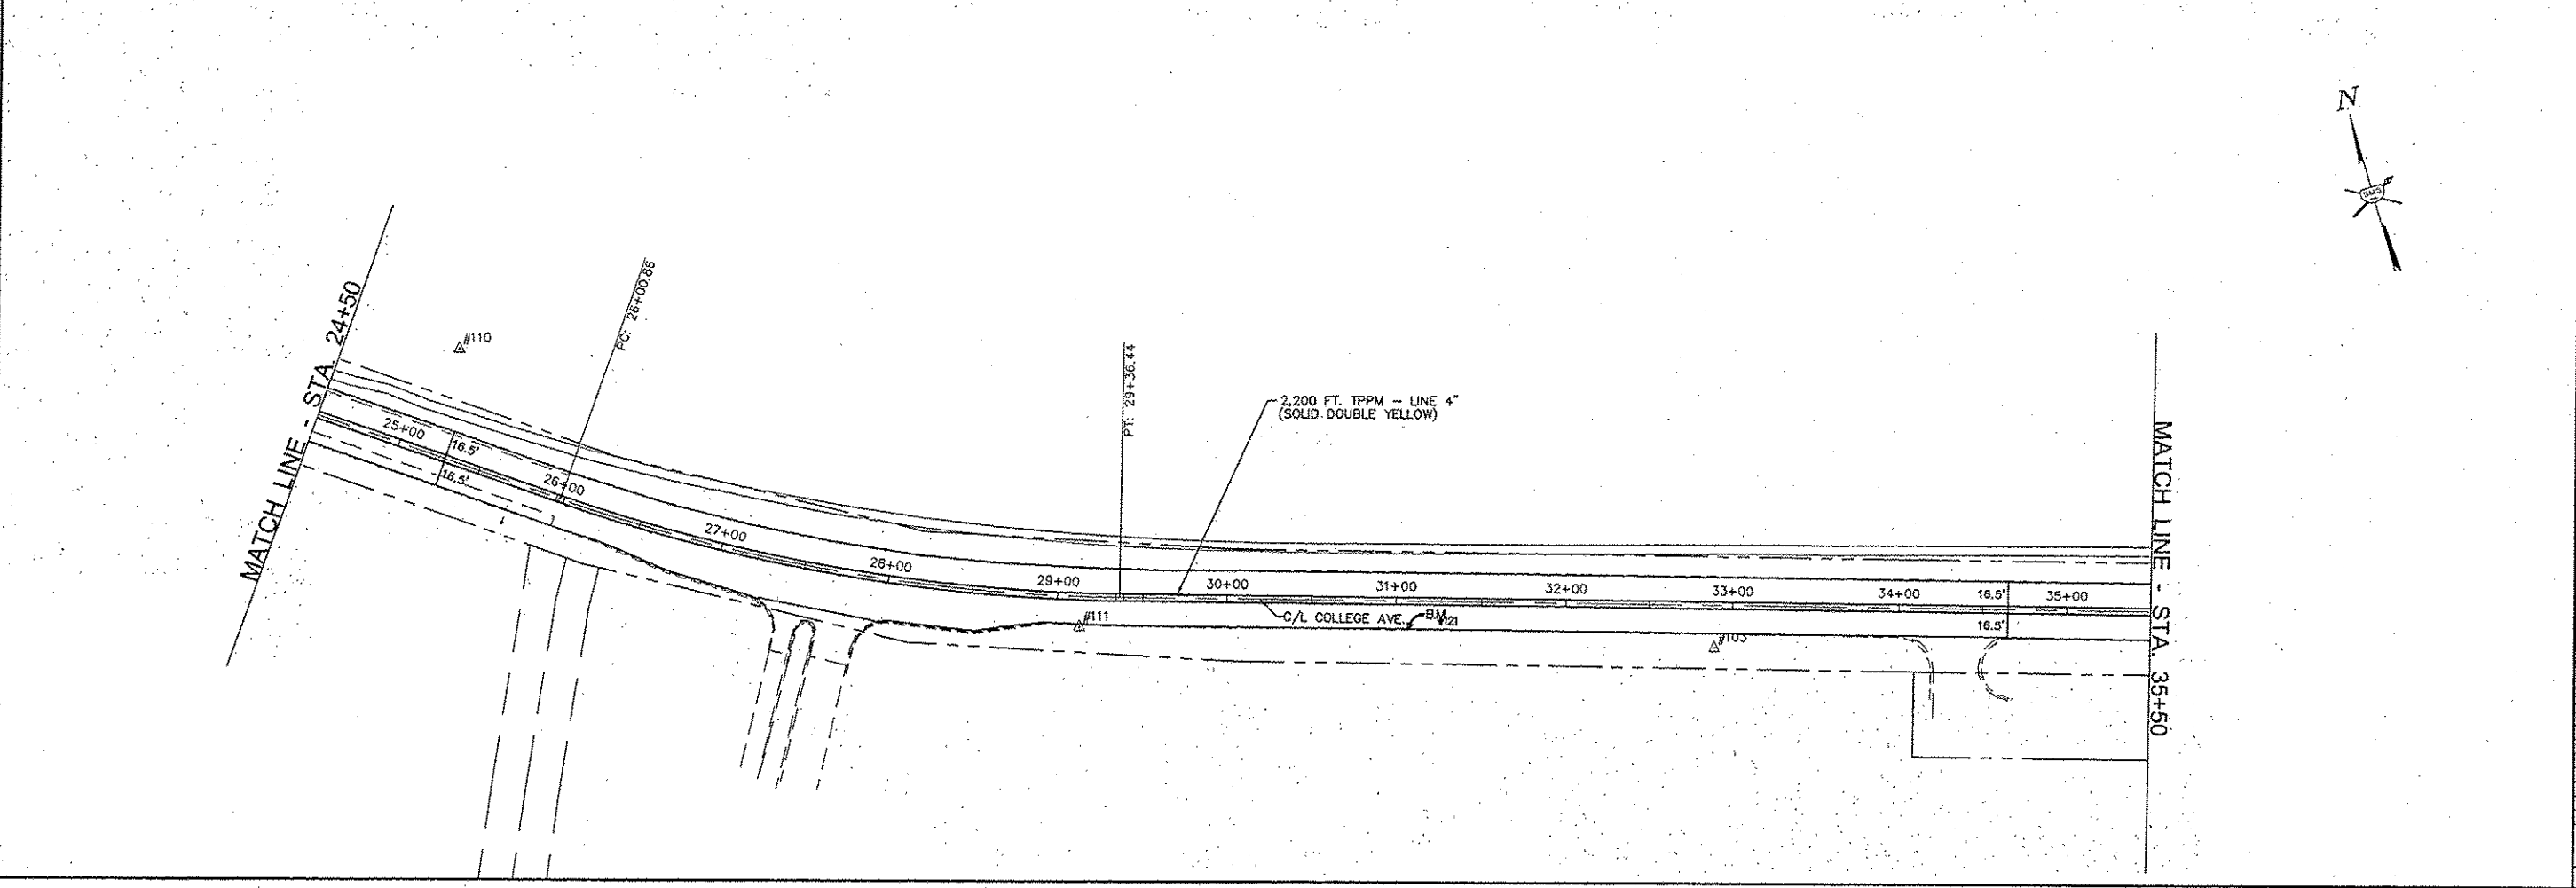 N
MATCH LINE - STA. 24+50
#110
PC: 26+00.86
PT: 29+36.44
2,200 FT. TPPM - LINE 4"
(SOLID DOUBLE YELLOW)
25+00
16.5'
16.5'
26+00
27+00
28+00
29+00
30+00
31+00
32+00
33+00
34+00
16.5'
35+00
#111
C/L COLLEGE AVE.
16.5'
MATCH LINE - STA. 35+50